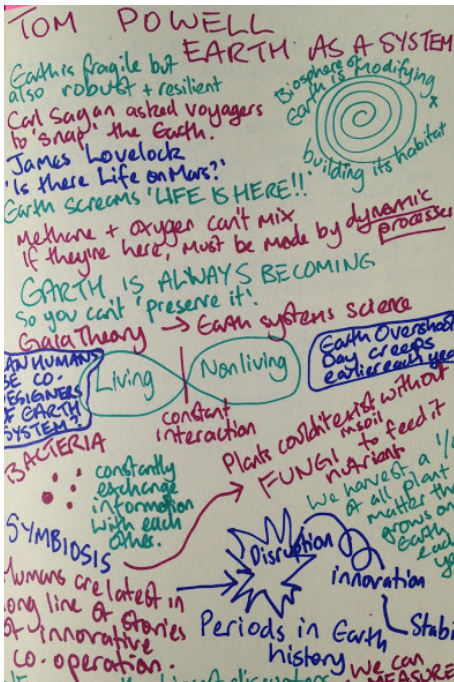 TOM POWELL
EARTH AS A SYSTEM
Earth is fragile but
also robust + resilient
Carl Sagan asked voyagers
to 'snap' the Earth.
James Lovelock
'Is there Life on Mars?'
Earth screams 'LIFE IS HERE!!'
Biosphere of
Earth is modifying
+
building its habitat
Methane + oxygen can't mix
if they're here, must be made by dynamic
processes
EARTH IS ALWAYS BECOMING
so you can't 'preserve it'.
Gaia Theory → Earth systems science
AN HUMANS
BE CO.
DESIGNERS
OF EARTH
SYSTEM?
Living
Nonliving
constant
interaction
Earth Overshoot
Day creeps
earlier each year
BACTERIA
constantly
exchange
information
with each
other.
Plants couldn't exist without
in soil
FUNGI to feed it
nutrient
We harvest a 1/
of all plant
matter tha
grows on
Earth
each
ye
SYMBIOSIS
Humans are latest in
long line of stories
of innovative
co.operation.
Disruption
innovation
Stabi
Periods in Earth
history
We can
MEASURE